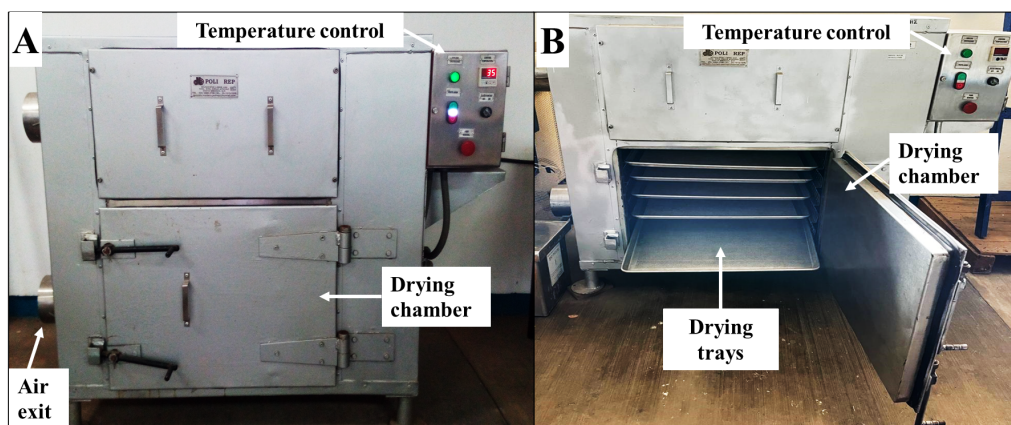 A
Temperature control
POLI REP
35
Drying
chamber
Air
exit
B
Temperature control
Drying
chamber
Drying
trays